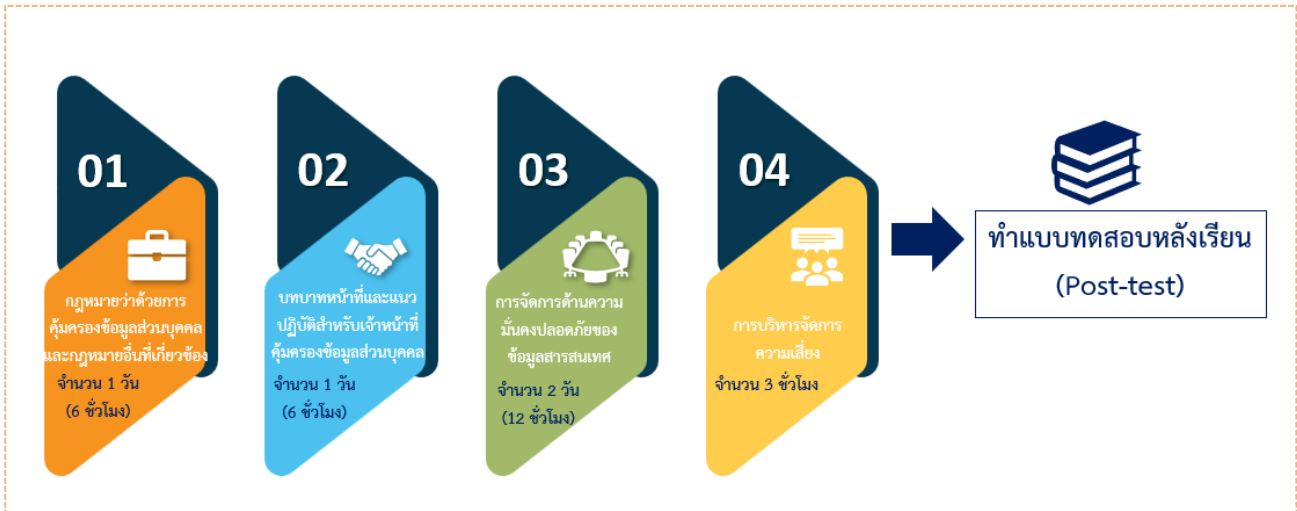 01
กฎหมายว่าด้วยการ
คุ้มครองข้อมูลส่วนบุคคล
และกฎหมายอื่นที่เกี่ยวข้อง
จำนวน 1 วัน
(6 ชั่วโมง)
02
บทบาทหน้าที่และแนว
ปฏิบัติสำหรับเจ้าหน้าที่
คุ้มครองข้อมูลส่วนบุคคล
จำนวน 1 วัน
(6 ชั่วโมง)
03
การจัดการด้านความ
มั่นคงปลอดภัยของ
ข้อมูลสารสนเทศ
จำนวน 2 วัน
(12 ชั่วโมง)
04
การบริหารจัดการ
ความเสี่ยง
จำนวน 3 ชั่วโมง
ทำแบบทดสอบหลังเรียน
(Post-test)